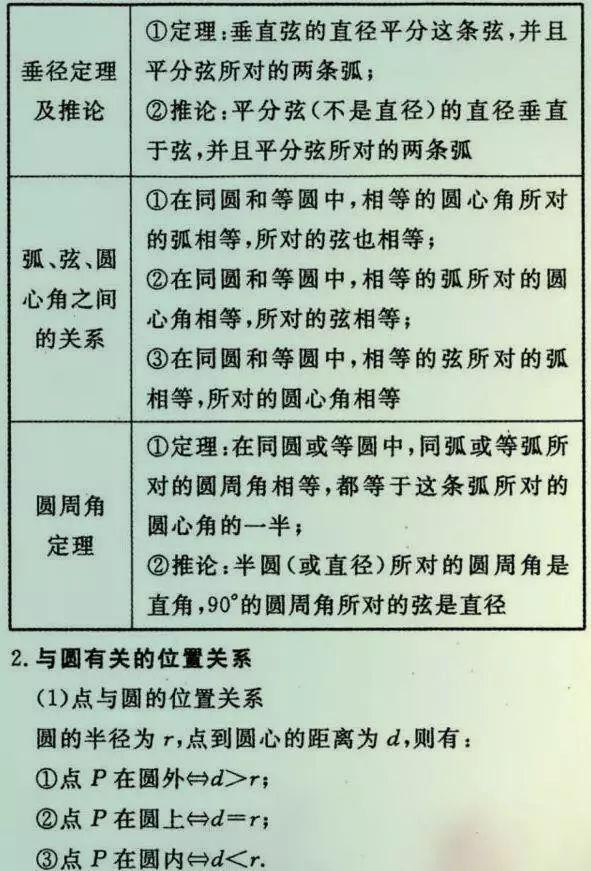 垂径定理
及推论
①定理:垂直弦的直径平分这条弦,并且
平分弦所对的两条弧;
②推论:平分弦(不是直径)的直径垂直
于弦,并且平分弦所对的两条弧
弧、弦、圆
心角之间
的关系
①在同圆和等圆中,相等的圆心角所对
的弧相等,所对的弦也相等;
②在同圆和等圆中,相等的弧所对的圆
心角相等,所对的弦相等;
③在同圆和等圆中,相等的弦所对的弧
相等,所对的圆心角相等
圆周角
定理
①定理:在同圆或等圆中,同弧或等弧所
对的圆周角相等,都等于这条弧所对的
圆心角的一半;
②推论:半圆(或直径)所对的圆周角是
直角,90°的圆周角所对的弦是直径
2. 与圆有关的位置关系
(1)点与圆的位置关系
圆的半径为 r,点到圆心的距离为 d,则有:
①点 P 在圆外⇔d>r;
②点 P 在圆上⇔d=r;
③点 P 在圆内⇔d<r.